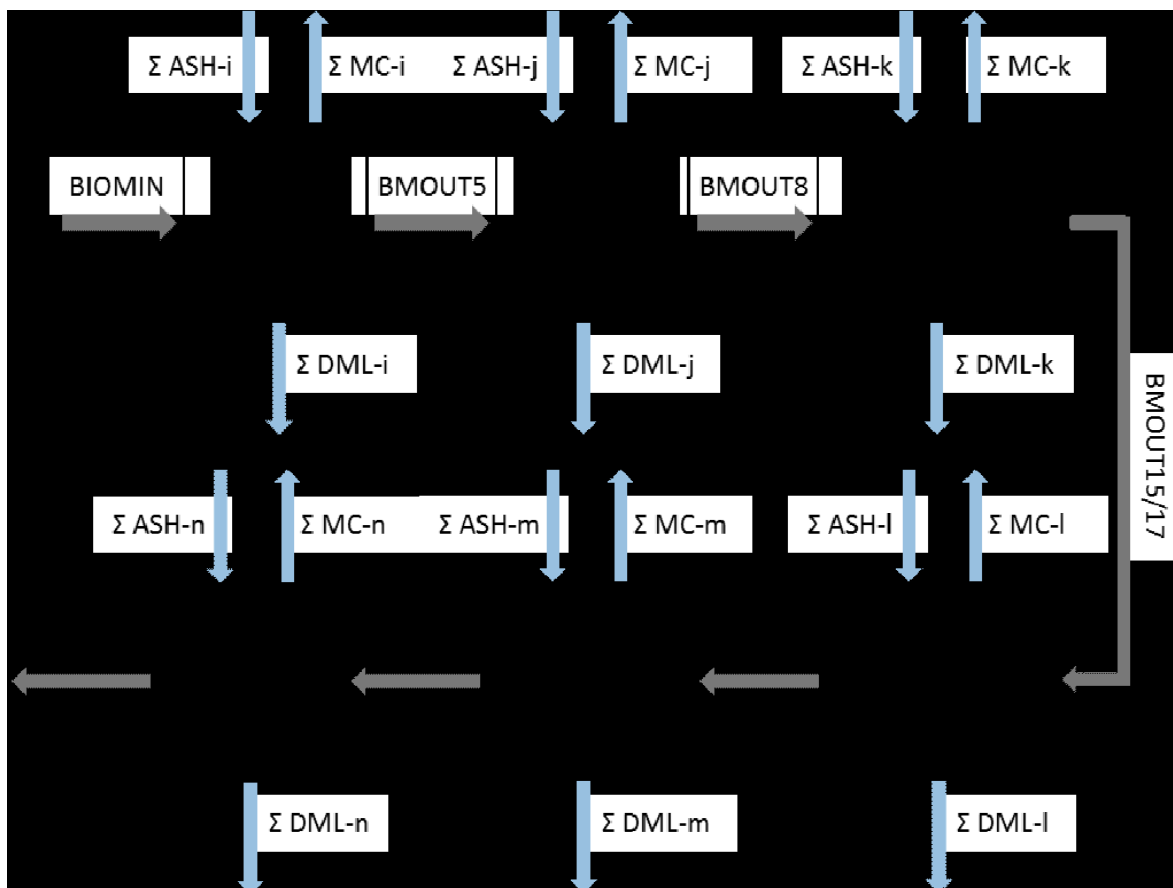 Σ ASH-i Σ MC-i Σ ASH-j Σ MC-j Σ ASH-k Σ MC-k
BIOMIN BMOUT5 BMOUT8
Σ DML-i Σ DML-j Σ DML-k
BMOUT15/17
Σ ASH-n Σ MC-n Σ ASH-m Σ MC-m Σ ASH-l Σ MC-l
Σ DML-n Σ DML-m Σ DML-l